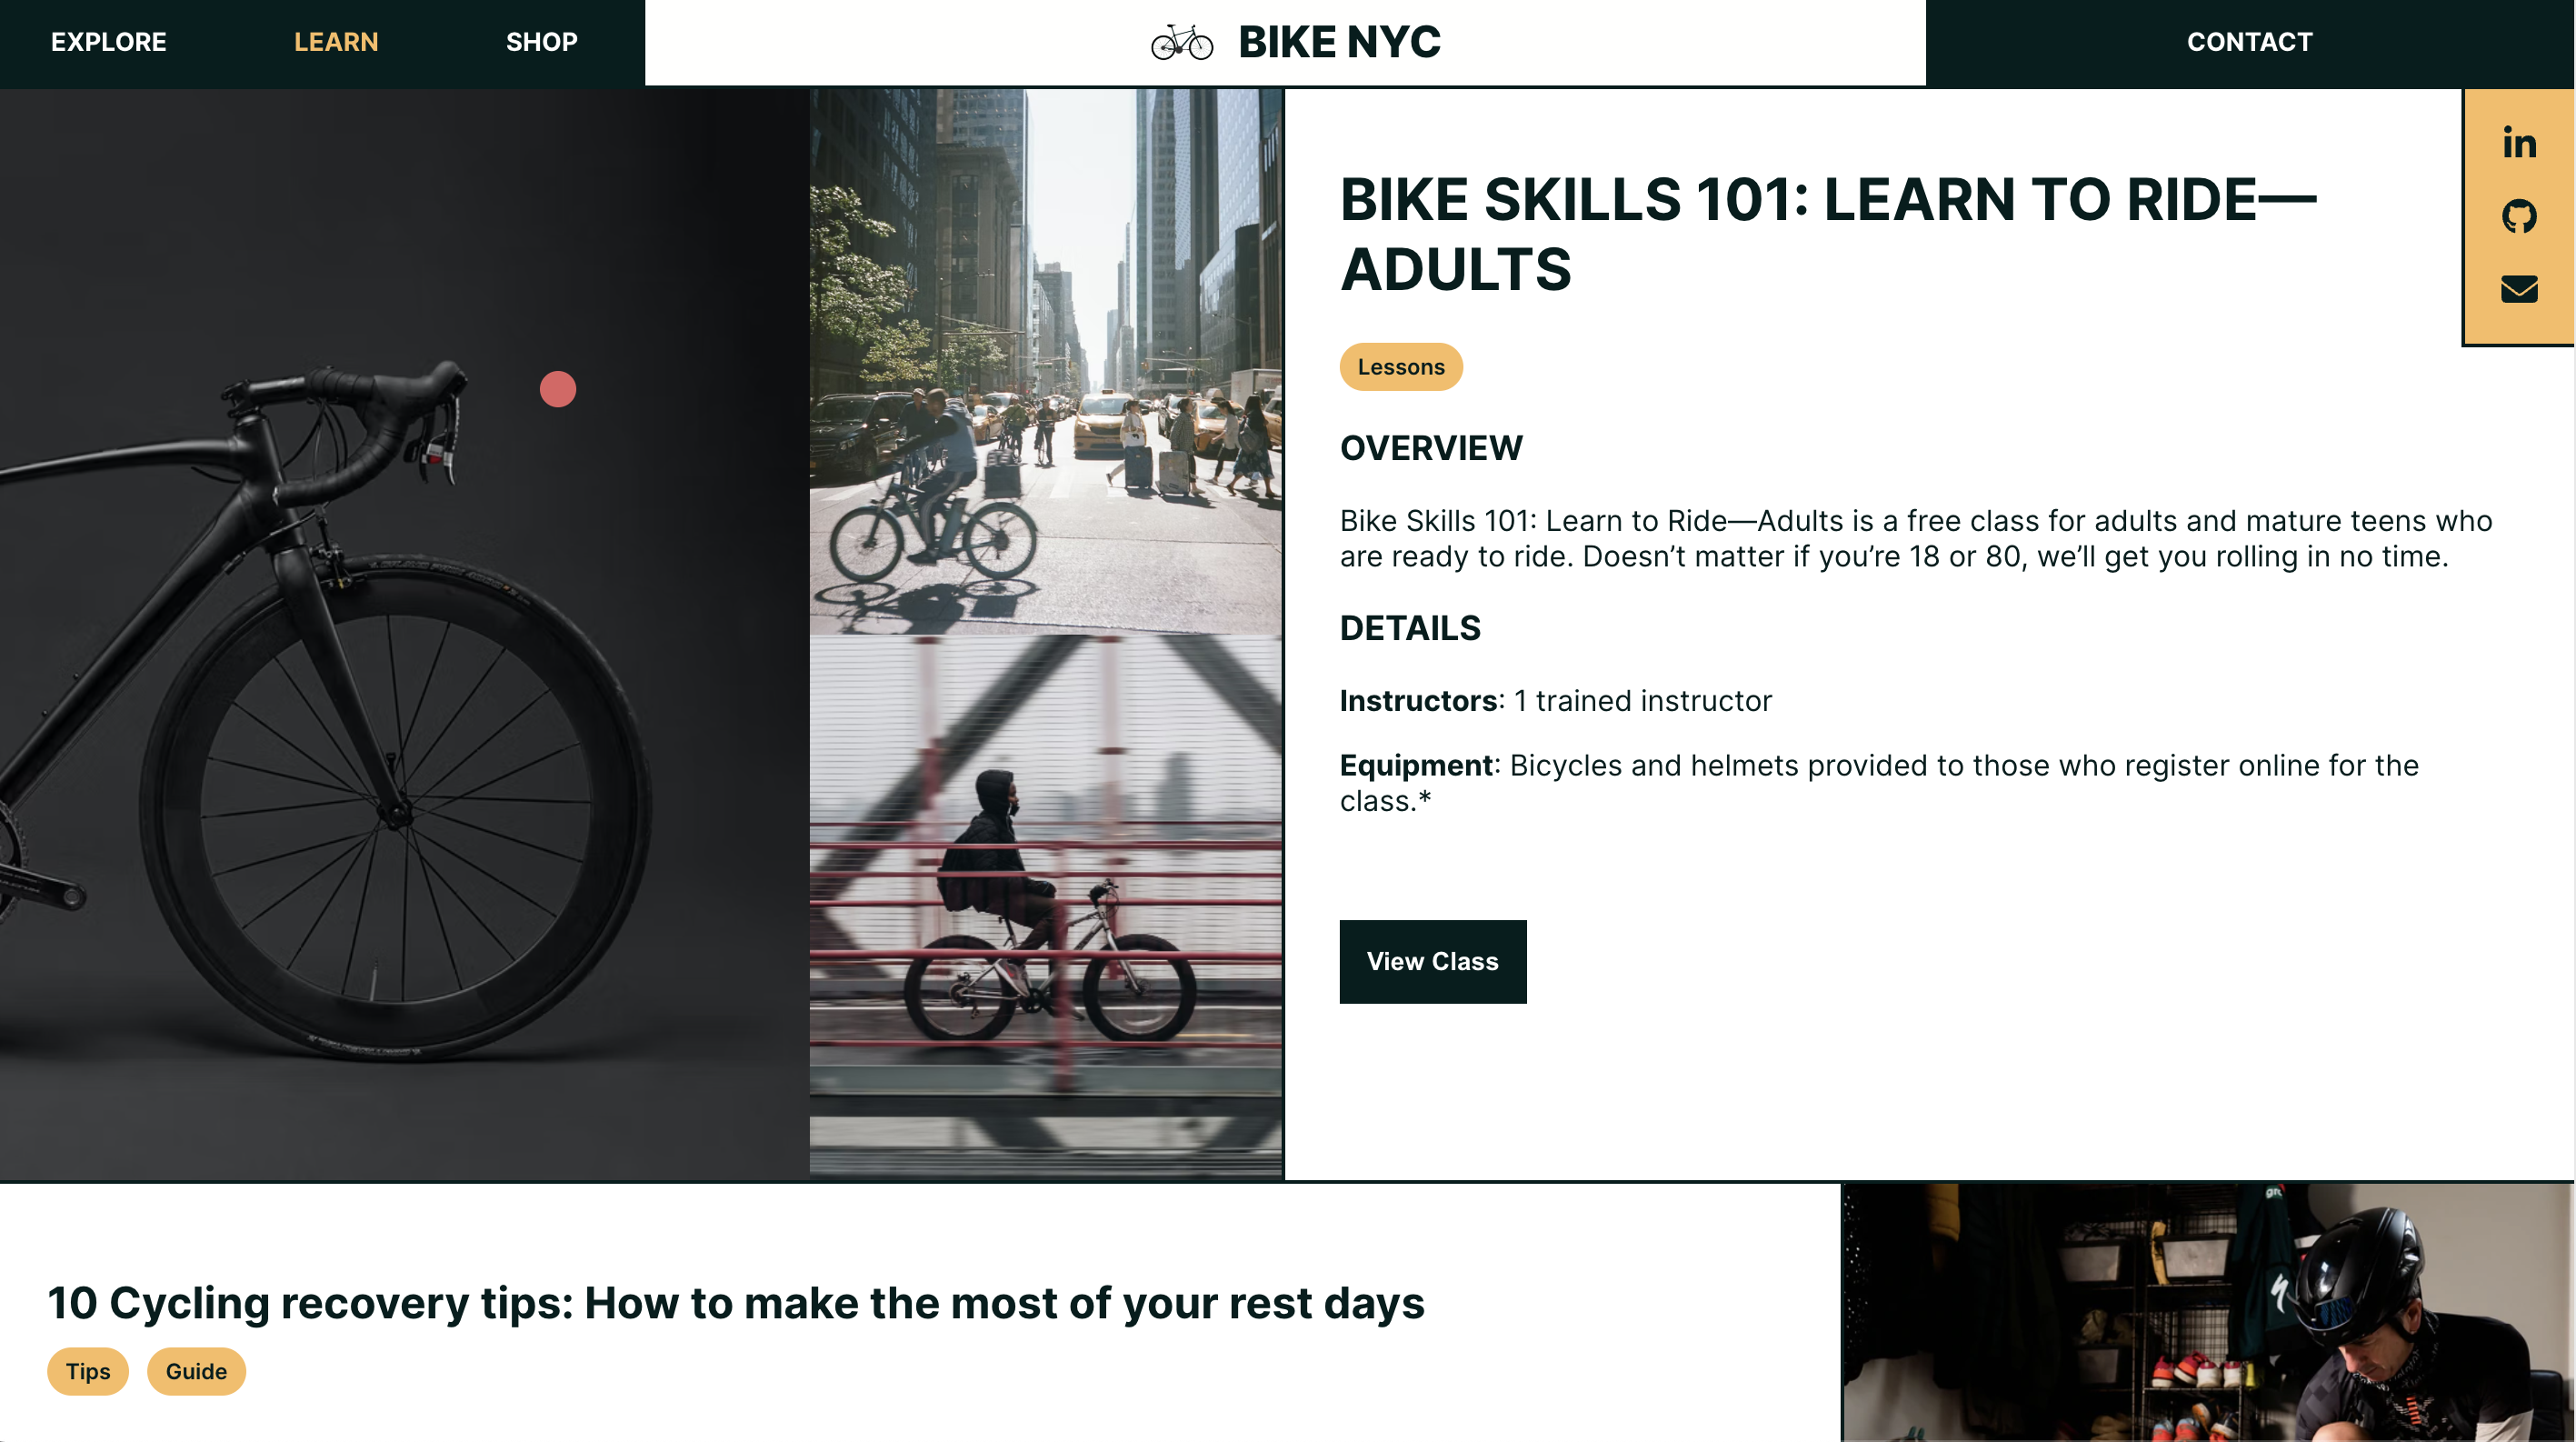 EXPLORE
LEARN
SHOP
BIKE NYC
CONTACT
in
BIKE SKILLS 101: LEARN TO RIDE—
ADULTS
Lessons
OVERVIEW
Bike Skills 101: Learn to Ride—Adults is a free class for adults and mature teens who
are ready to ride. Doesn’t matter if you’re 18 or 80, we’ll get you rolling in no time.
DETAILS
Instructors: 1 trained instructor
Equipment: Bicycles and helmets provided to those who register online for the
class.*
View Class
10 Cycling recovery tips: How to make the most of your rest days
Tips
Guide